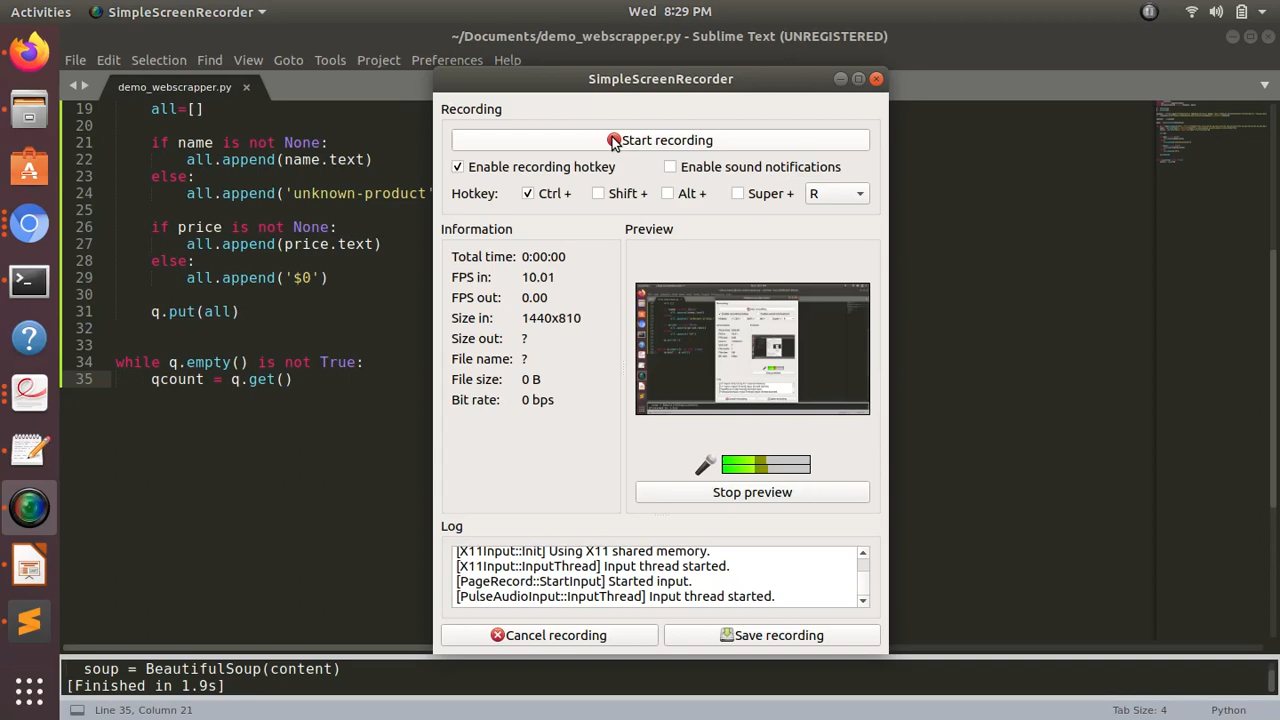 Activities
SimpleScreenRecorder
Wed 8:29 PM
~/Documents/demo_webscrapper.py - Sublime Text (UNREGISTERED)
File Edit Selection Find View Goto Tools Project Preferences Help
demo_webscrapper.py
19 all=[]
20
21 if name is not None:
22 all.append(name.text)
23 else:
24 all.append('unknown-product'
25
26 if price is not None:
27 all.append(price.text)
28 else:
29 all.append('$0')
30
31 q.put(all)
32
33
34 while q.empty() is not True:
35 qcount = q.get()
SimpleScreenRecorder
Recording
Start recording
Enable recording hotkey
Enable sound notifications
Hotkey: Ctrl + Shift + Alt + Super + R
Information
Total time: 0:00:00
FPS in: 10.01
FPS out: 0.00
Size in: 1440x810
Size out: ?
File name: ?
File size: 0 B
Bit rate: 0 bps
Preview
Stop preview
Log
[X11Input::Init] Using X11 shared memory.
[X11Input::InputThread] Input thread started.
[PageRecord::StartInput] Started input.
[PulseAudioInput::InputThread] Input thread started.
Cancel recording
Save recording
soup = BeautifulSoup(content)
[Finished in 1.9s]
Line 35, Column 21
Tab Size: 4
Python